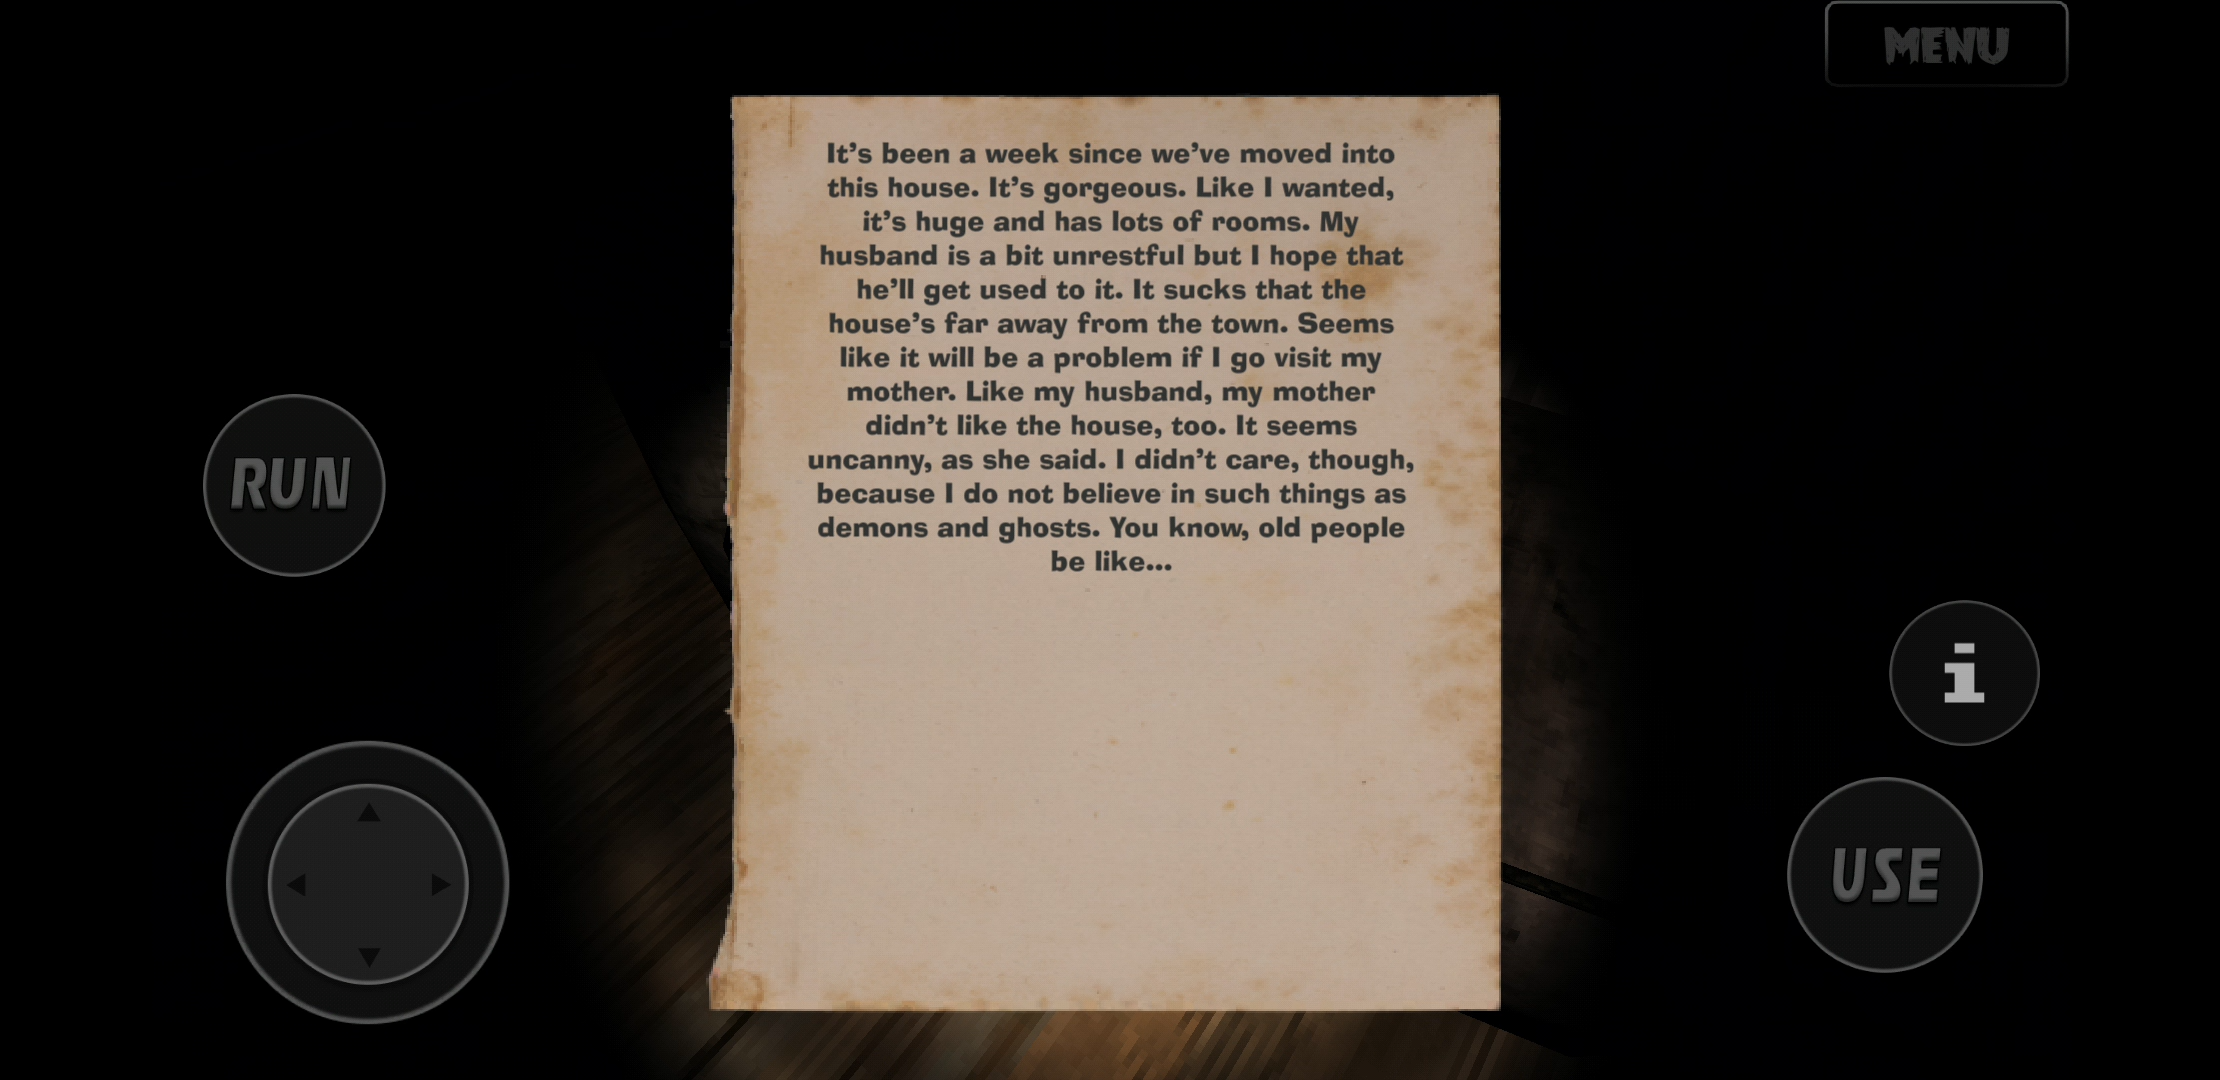 MENU
It's been a week since we've moved into
this house. It's gorgeous. Like I wanted,
it's huge and has lots of rooms. My
husband is a bit unrestful but I hope that
he'll get used to it. It sucks that the
house's far away from the town. Seems
like it will be a problem if I go visit my
mother. Like my husband, my mother
didn't like the house, too. It seems
uncanny, as she said. I didn't care, though,
because I do not believe in such things as
demons and ghosts. You know, old people
be like...
RUN
i
USE